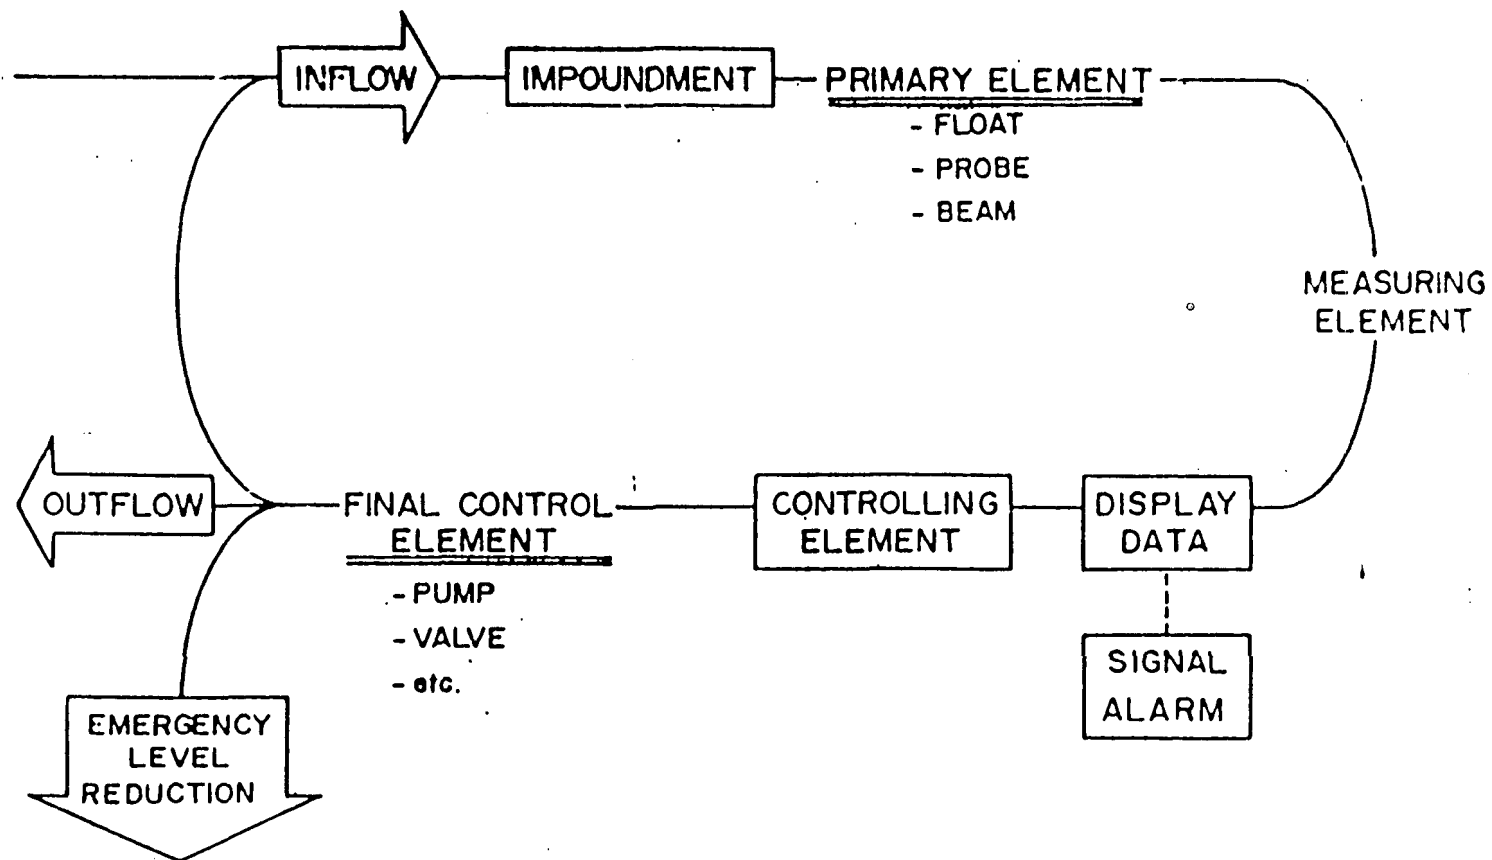 INFLOW
IMPOUNDMENT
PRIMARY ELEMENT
- FLOAT
- PROBE
- BEAM
MEASURING
ELEMENT
OUTFLOW
FINAL CONTROL
ELEMENT
- PUMP
- VALVE
- etc.
CONTROLLING
ELEMENT
DISPLAY
DATA
SIGNAL
ALARM
EMERGENCY
LEVEL
REDUCTION